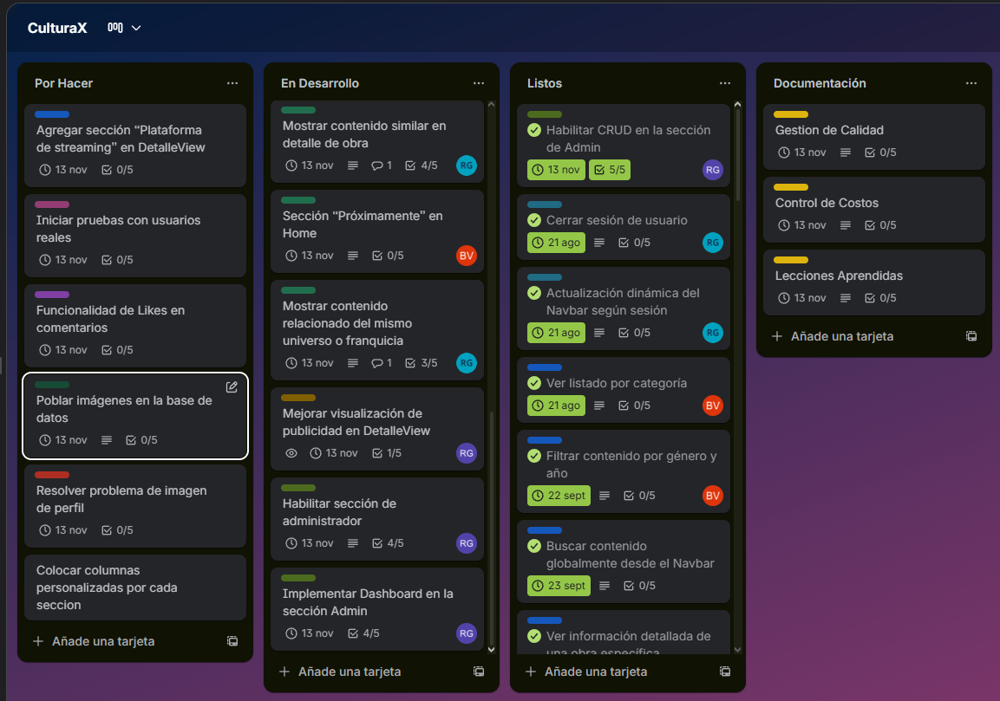 CulturaX
Por Hacer
Agregar sección “Plataforma
de streaming” en DetalleView
13 nov 0/5
Iniciar pruebas con usuarios
reales
13 nov 0/5
Funcionalidad de Likes en
comentarios
13 nov 0/5
Poblar imágenes en la base de
datos
13 nov 0/5
Resolver problema de imagen
de perfil
13 nov 0/5
Colocar columnas
personalizadas por cada
seccion
Añade una tarjeta
En Desarrollo
Mostrar contenido similar en
detalle de obra
13 nov 1 4/5 RG
Sección “Próximamente” en
Home
13 nov 0/5 BV
Mostrar contenido
relacionado del mismo
universo o franquicia
13 nov 1 3/5 RG
Mejorar visualización de
publicidad en DetalleView
13 nov 1/5 RG
Habilitar sección de
administrador
13 nov 4/5 RG
Implementar Dashboard en la
sección Admin
13 nov 4/5 RG
Añade una tarjeta
Listos
Habilitar CRUD en la sección
de Admin
13 nov 5/5 RG
Cerrar sesión de usuario
21 ago 0/5 RG
Actualización dinámica del
Navbar según sesión
21 ago 0/5 RG
Ver listado por categoría
21 ago 0/5 BV
Filtrar contenido por género y
año
22 sept 0/5 BV
Buscar contenido
globalmente desde el Navbar
23 sept 0/5
Ver información detallada de
una obra específica
Añade una tarjeta
Documentación
Gestion de Calidad
13 nov 0/5
Control de Costos
13 nov 0/5
Lecciones Aprendidas
13 nov 0/5
Añade una tarjeta